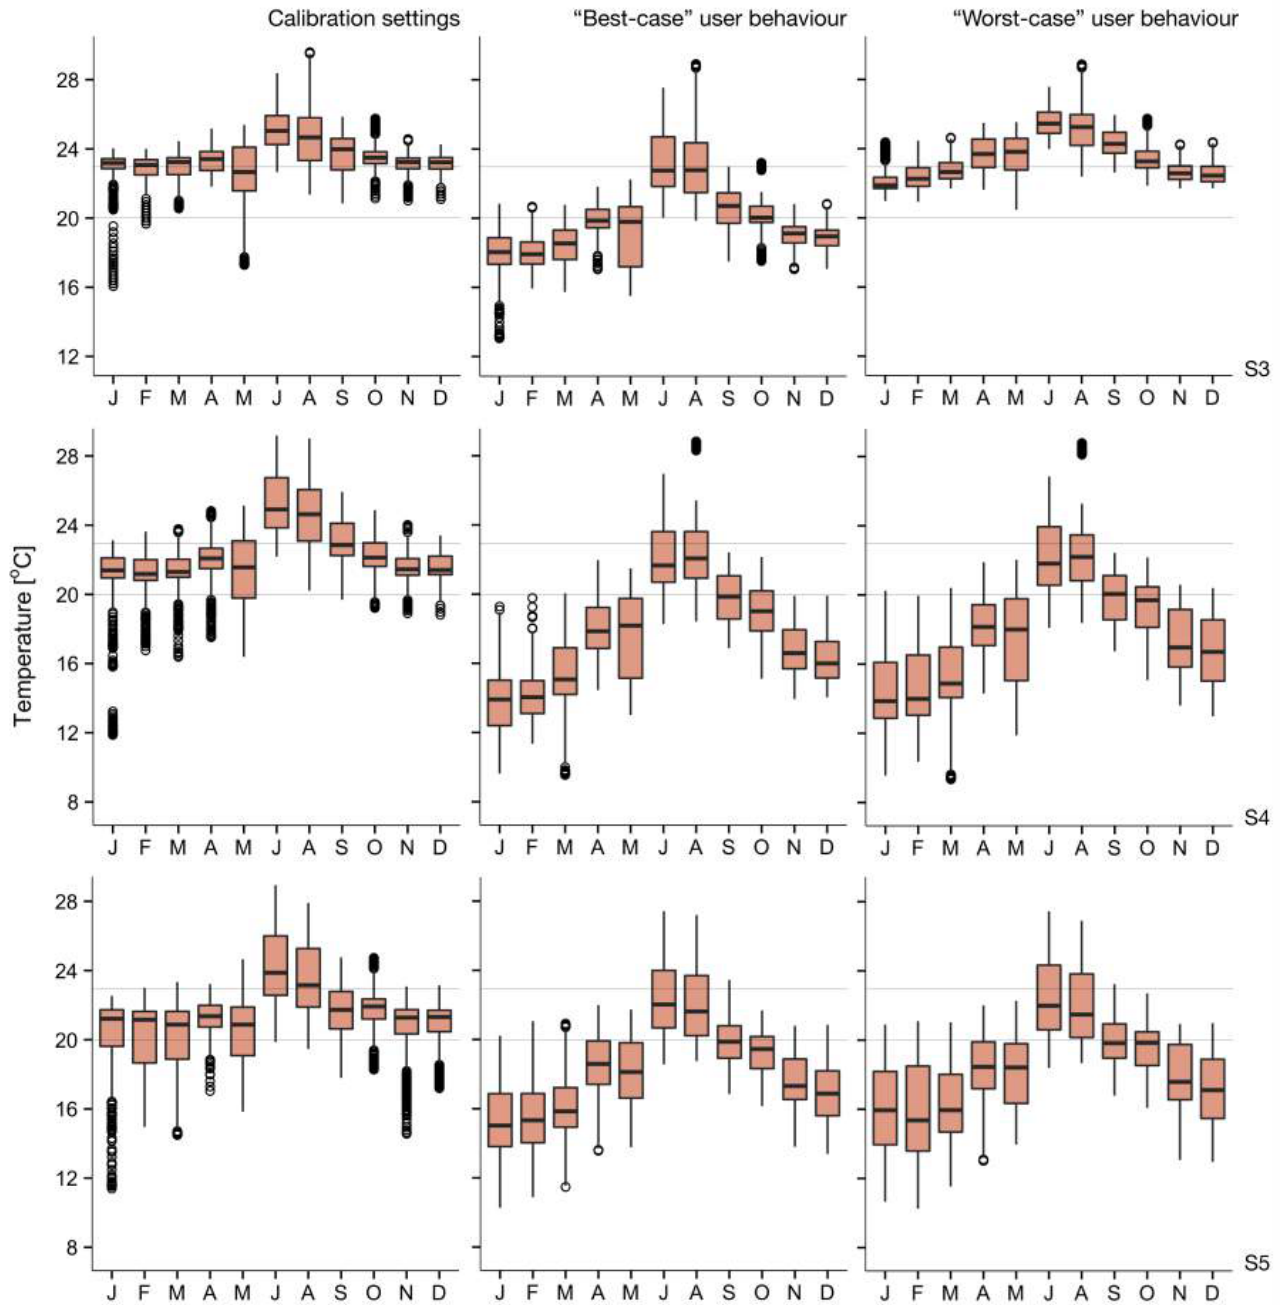 Calibration settings
“Best-case” user behaviour
“Worst-case” user behaviour
28
24
20
16
12
J F M A M J A S O N D
J F M A M J A S O N D
J F M A M J A S O N D
S3
Temperature [°C]
28
24
20
16
12
8
J F M A M J A S O N D
J F M A M J A S O N D
J F M A M J A S O N D
S4
28
24
20
16
12
8
J F M A M J A S O N D
J F M A M J A S O N D
J F M A M J A S O N D
S5